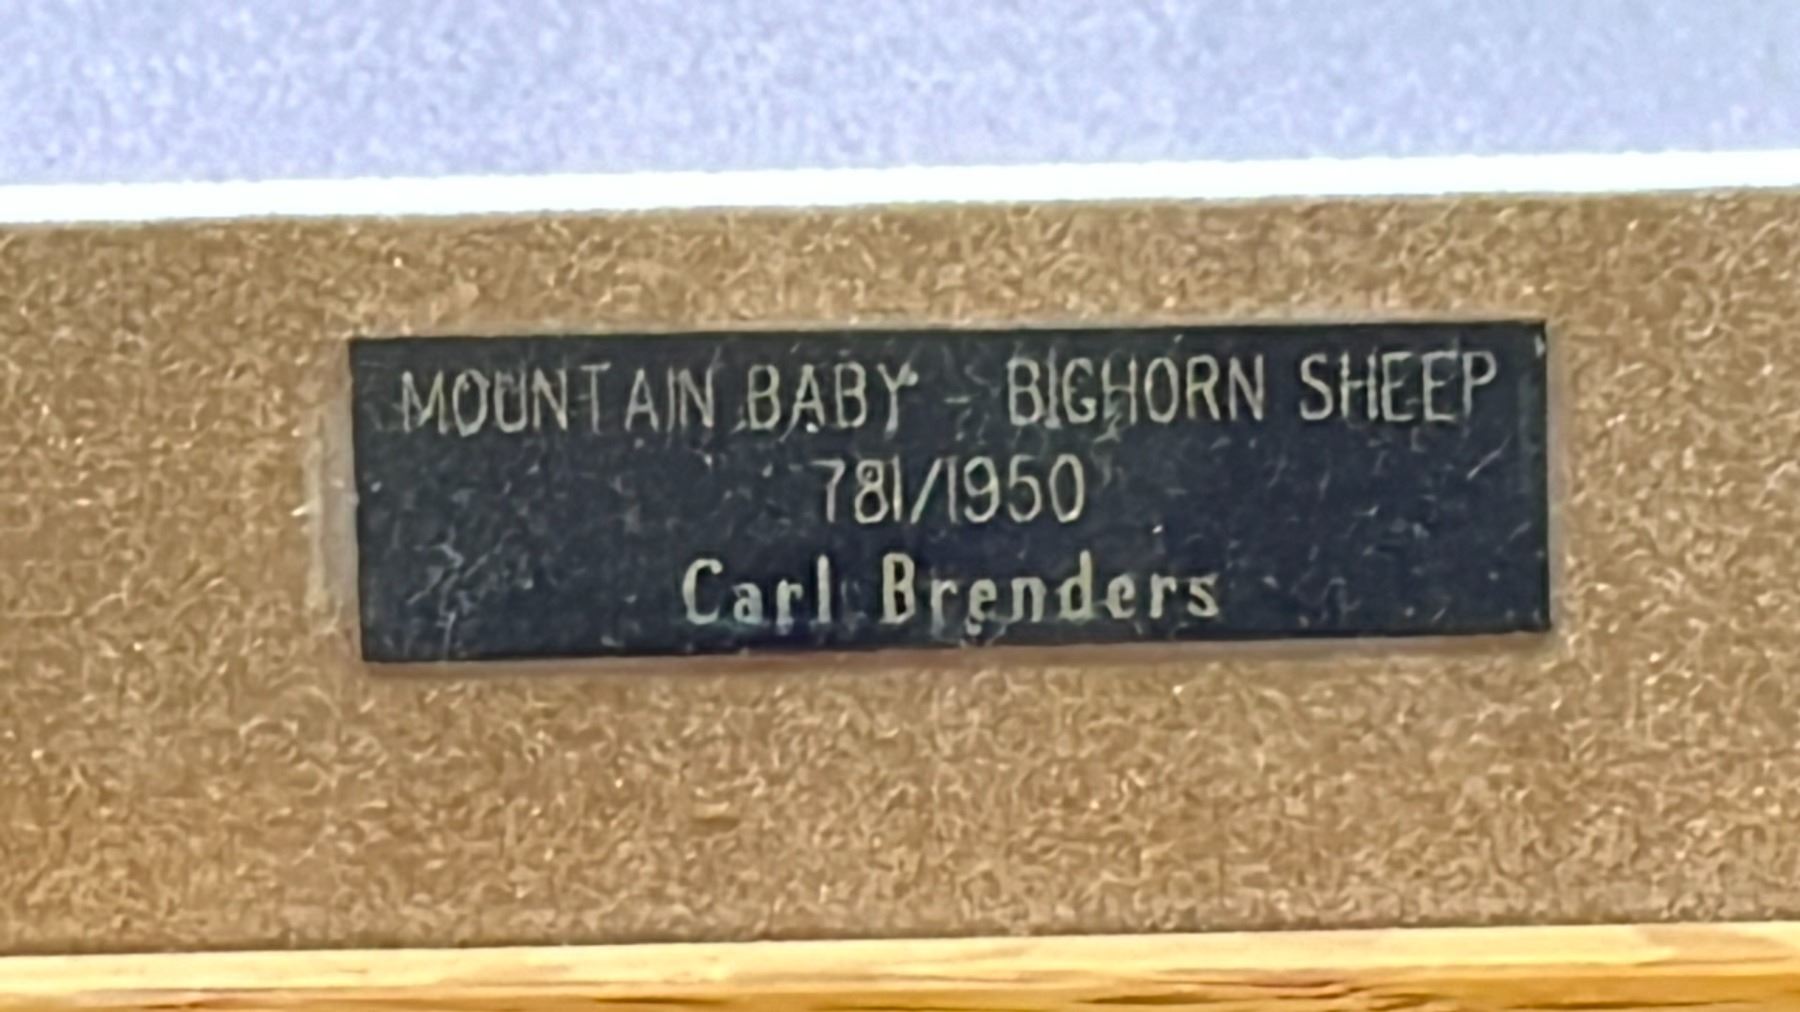 MOUNTAIN BABY - BIGHORN SHEEP
781/1950
Carl Brenders